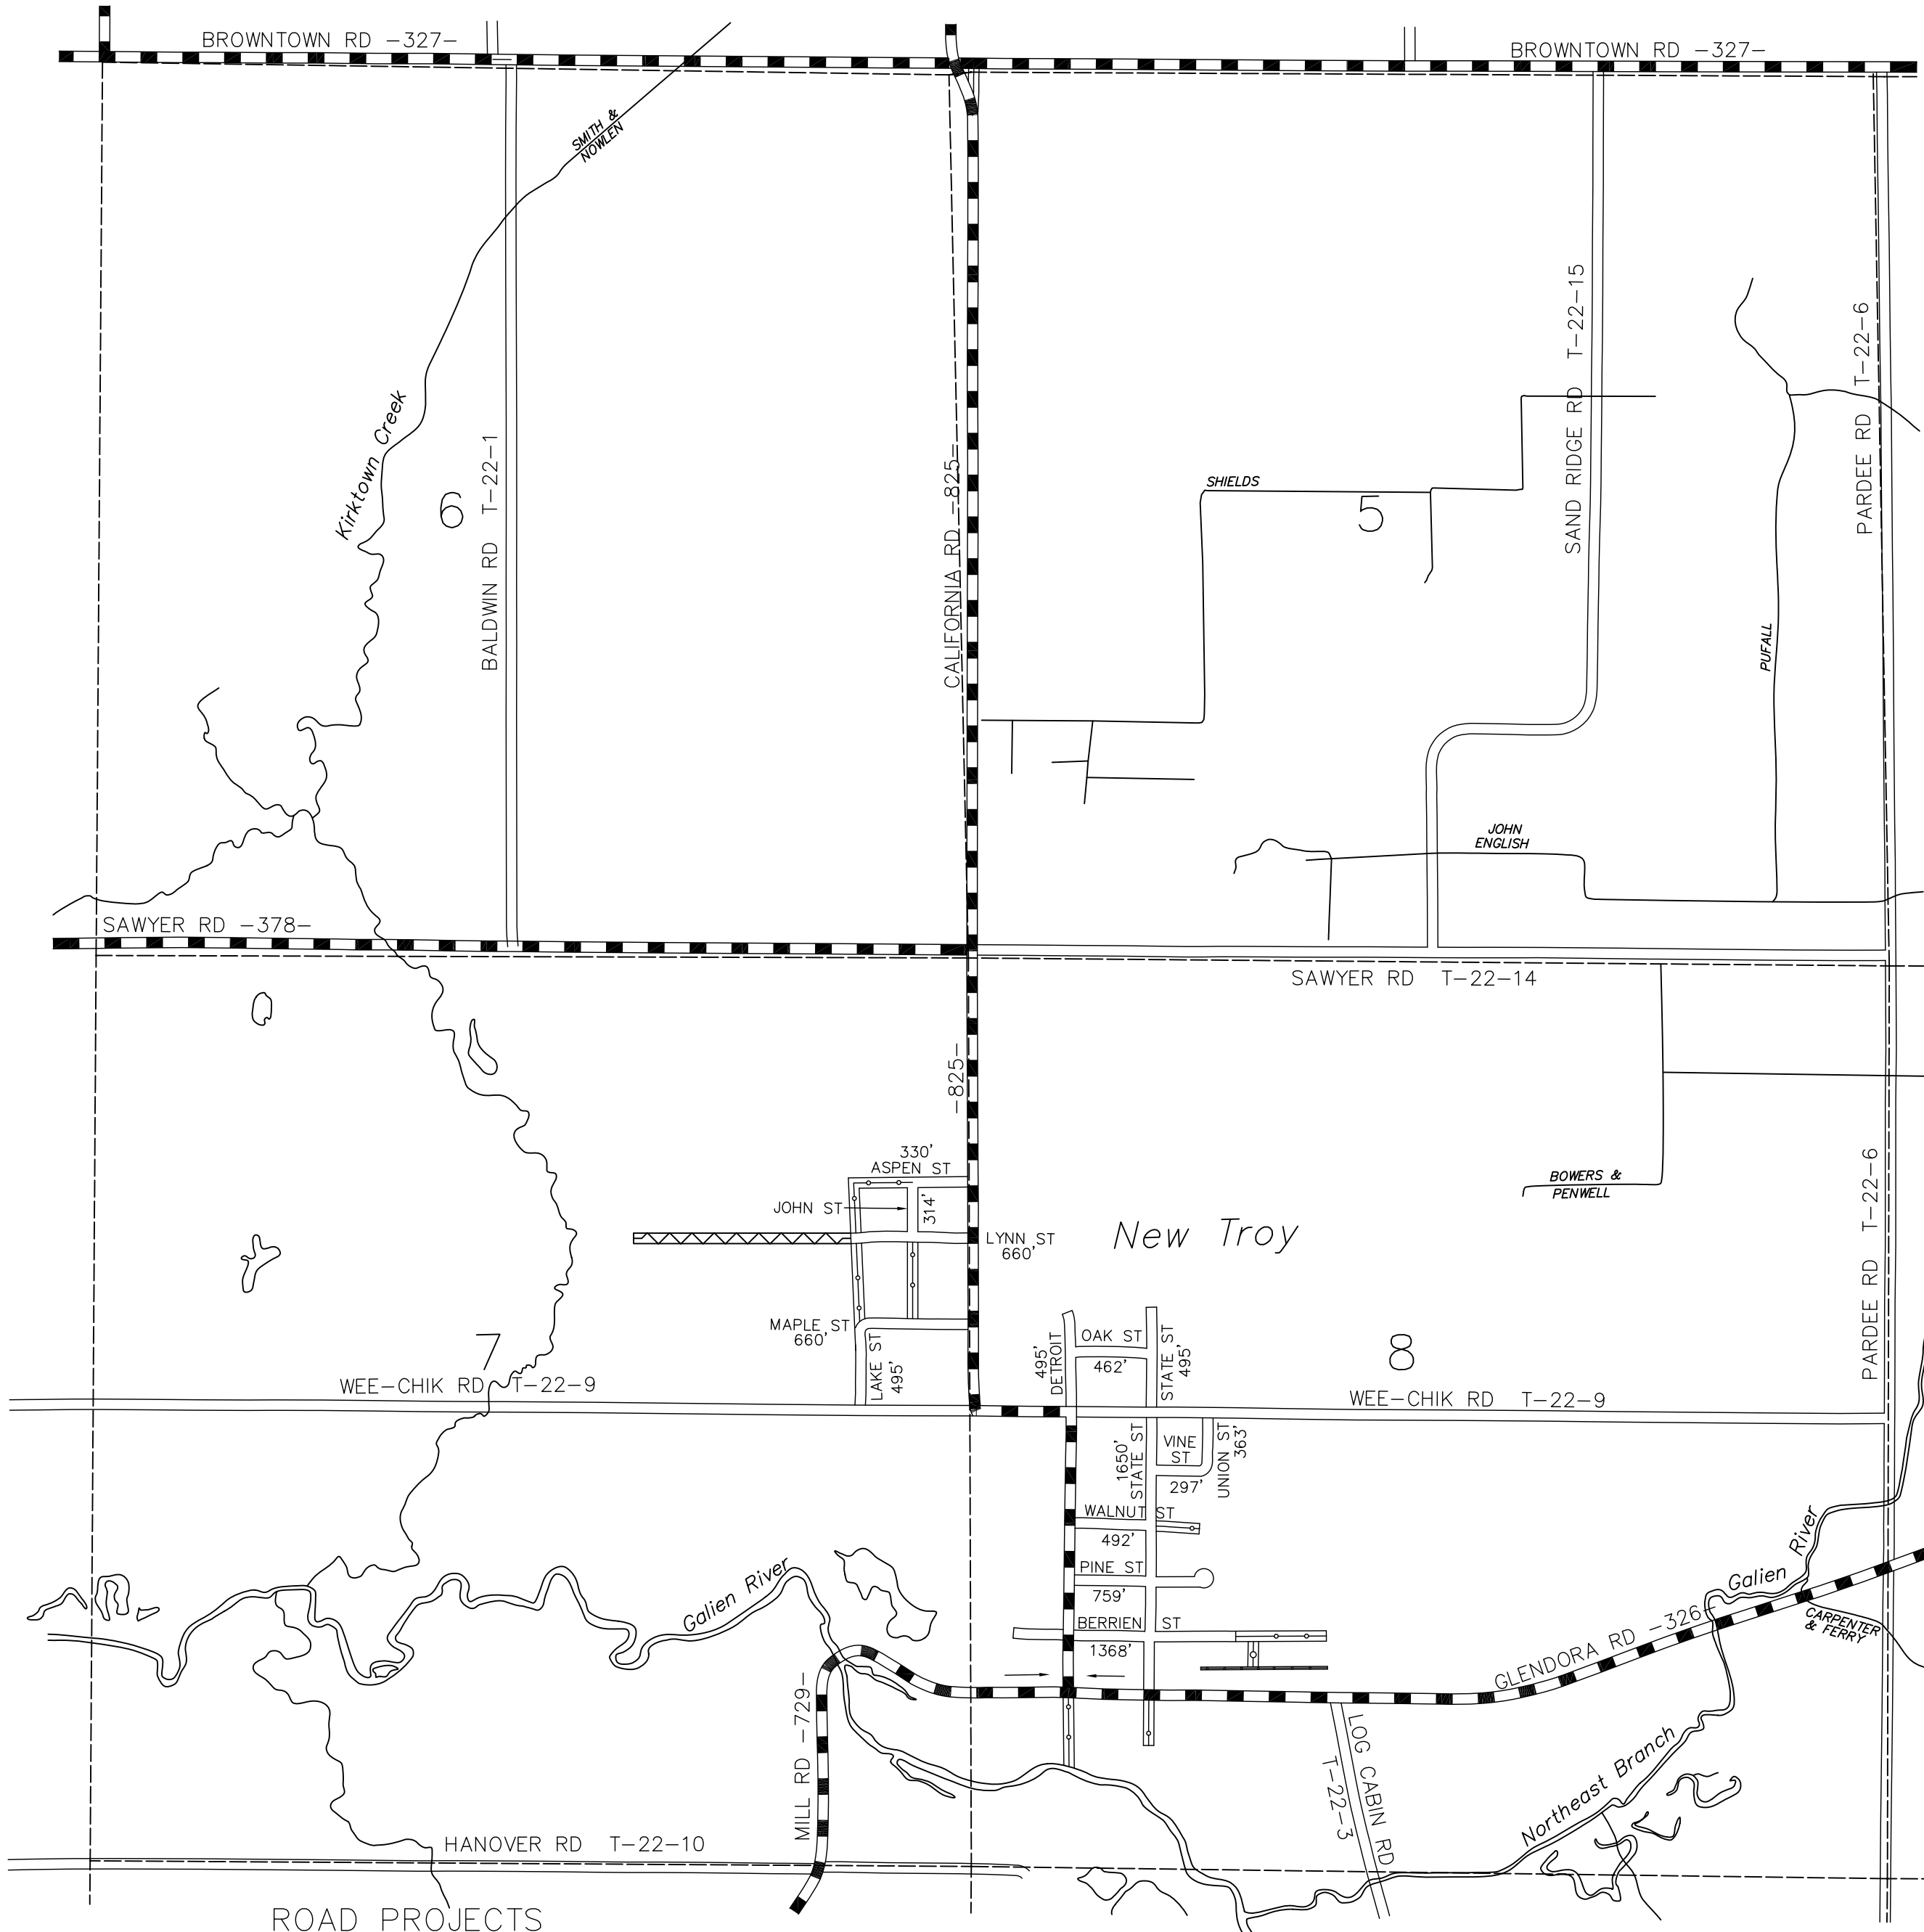 BROWNTOWN RD -327-
BROWNTOWN RD -327-
SMITH &
NOWLEN
Kirktown Creek
6
BALDWIN RD T-22-1
CALIFORNIA RD -825-
SHIELDS
5
SAND RIDGE RD T-22-15
PARDEE RD T-22-6
PUFALL
JOHN
ENGLISH
SAWYER RD -378-
SAWYER RD T-22-14
-825-
330'
ASPEN ST
JOHN ST
314'
LYNN ST
660'
New Troy
BOWERS &
PENWELL
PARDEE RD T-22-6
MAPLE ST
660'
7
LAKE ST
495'
495'
DETROIT
OAK ST
462'
STATE ST
495'
8
WEE-CHIK RD T-22-9
WEE-CHIK RD T-22-9
1650'
STATE ST
VINE
ST
297'
UNION ST
363'
WALNUT ST
492'
PINE ST
759'
BERRIEN ST
1368'
Galien River
Galien River
GLENDORA RD -326-
CARPENTER
& FERRY
MILL RD -729-
LOG CABIN RD
T-22-3
Northeast Branch
HANOVER RD T-22-10
ROAD PROJECTS